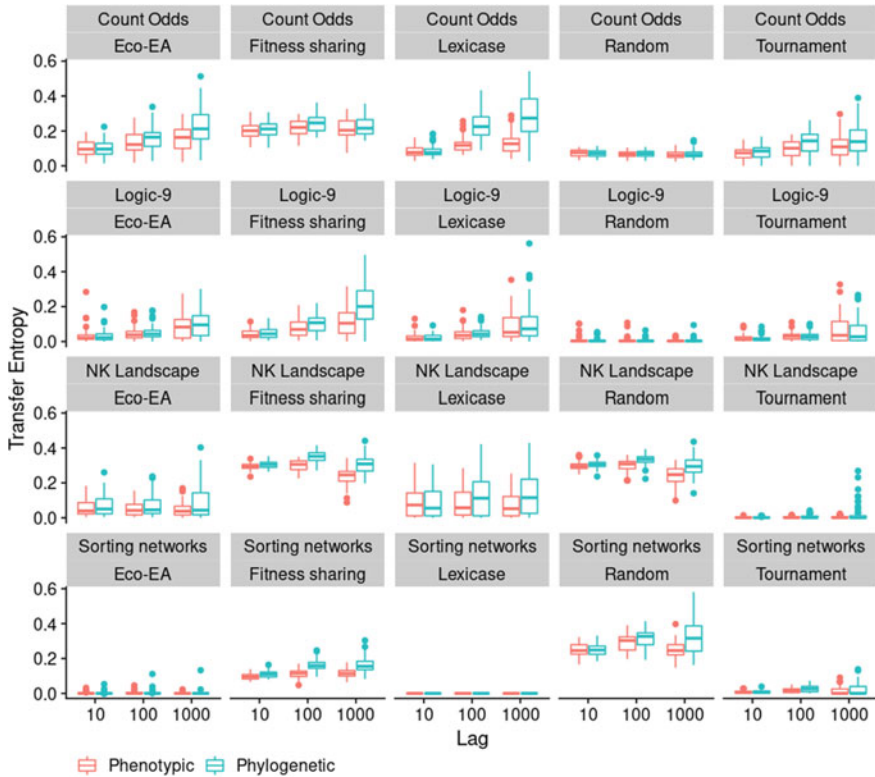 Count Odds Count Odds Count Odds Count Odds Count Odds
Eco-EA Fitness sharing Lexicase Random Tournament
0.6
0.4
0.2
0.0
Logic-9 Logic-9 Logic-9 Logic-9 Logic-9
Eco-EA Fitness sharing Lexicase Random Tournament
0.6
0.4
0.2
0.0
NK Landscape NK Landscape NK Landscape NK Landscape NK Landscape
Eco-EA Fitness sharing Lexicase Random Tournament
0.6
0.4
0.2
0.0
Sorting networks Sorting networks Sorting networks Sorting networks Sorting networks
Eco-EA Fitness sharing Lexicase Random Tournament
0.6
0.4
0.2
0.0
Transfer Entropy
10 100 1000 10 100 1000 10 100 1000 10 100 1000 10 100 1000
Lag
Phenotypic Phylogenetic